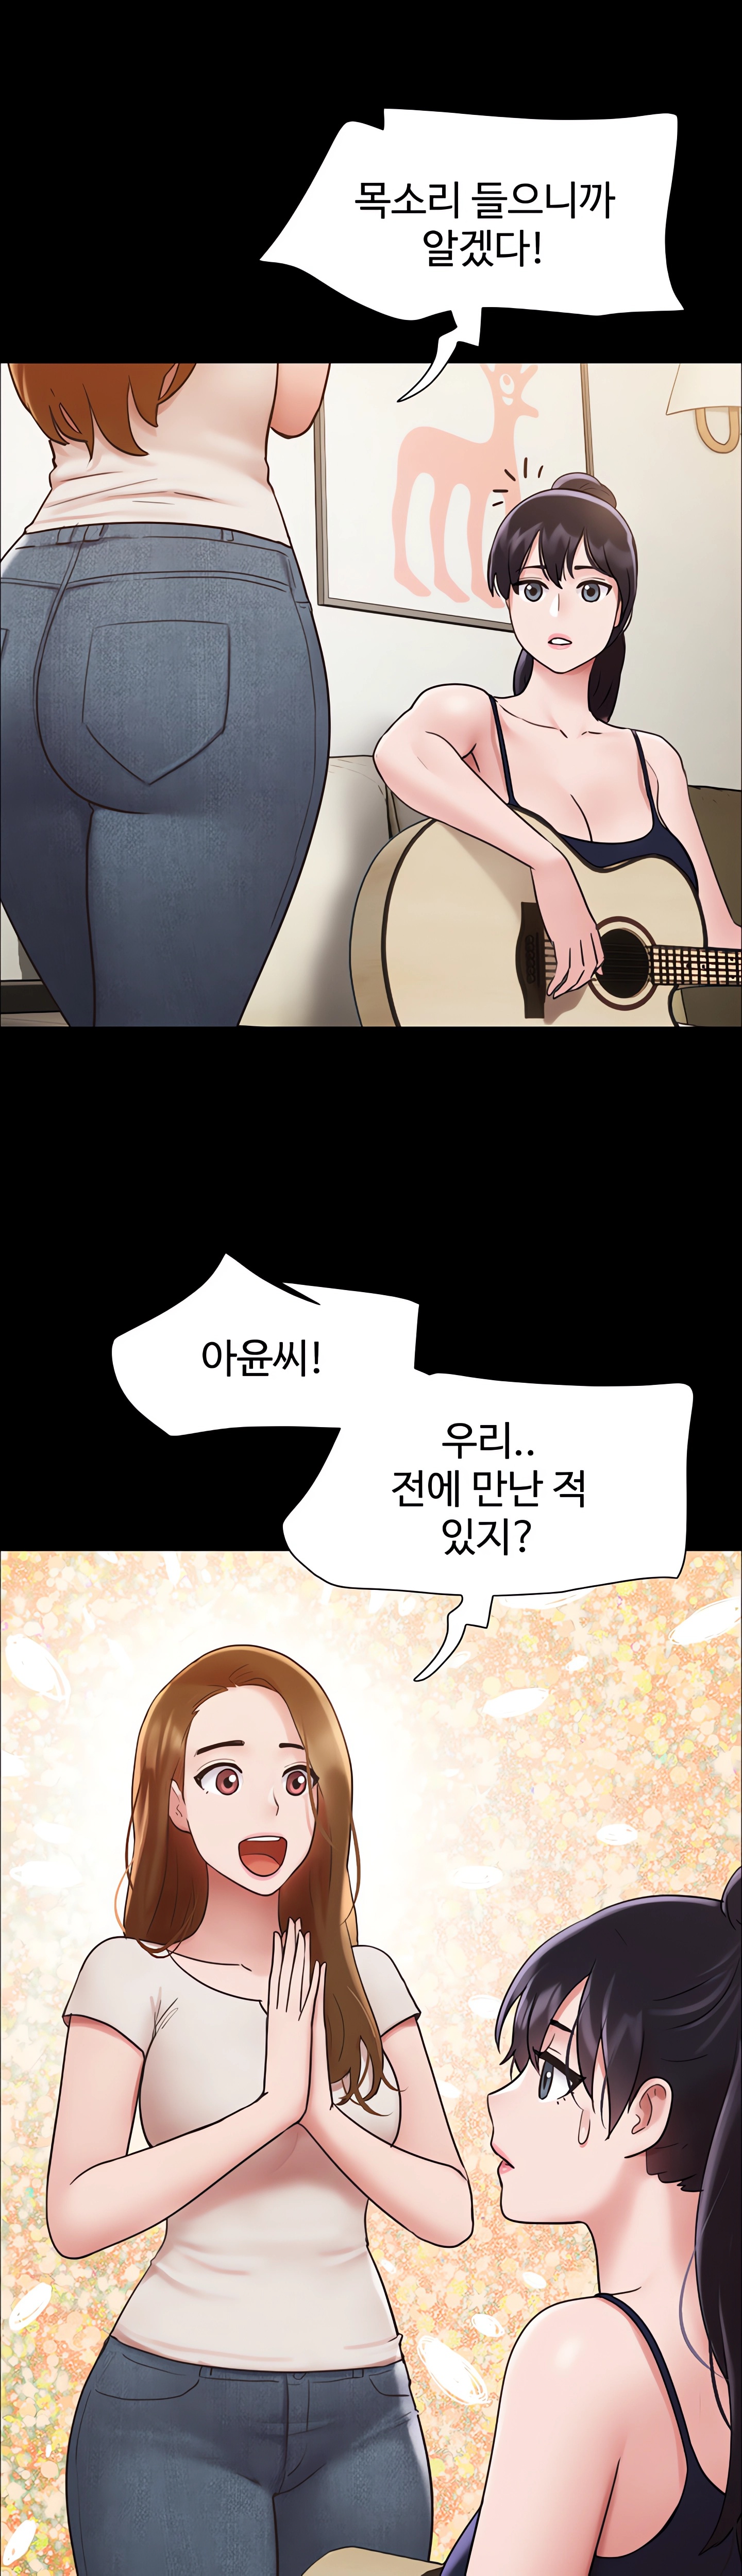 목소리 들으니까
알겠다!
아윤씨!
우리..
전에 만난 적
있지?